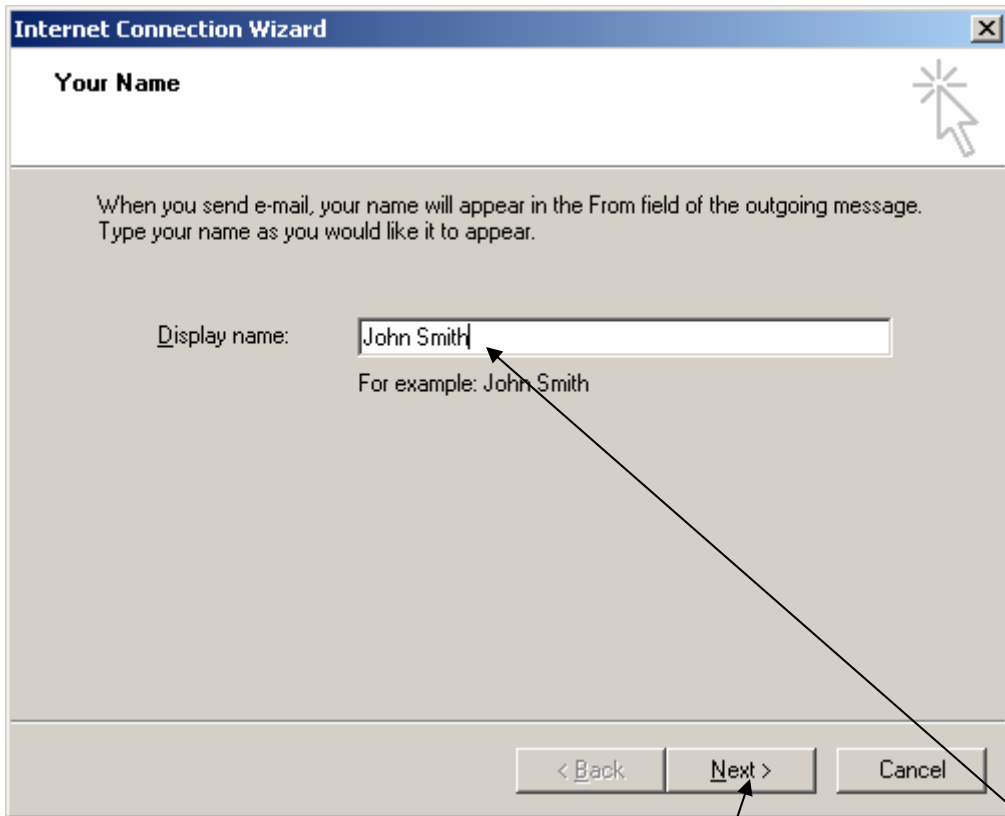 Internet Connection Wizard
Your Name
When you send e-mail, your name will appear in the From field of the outgoing message.
Type your name as you would like it to appear.
Display name: John Smith
For example: John Smith
< Back Next > Cancel